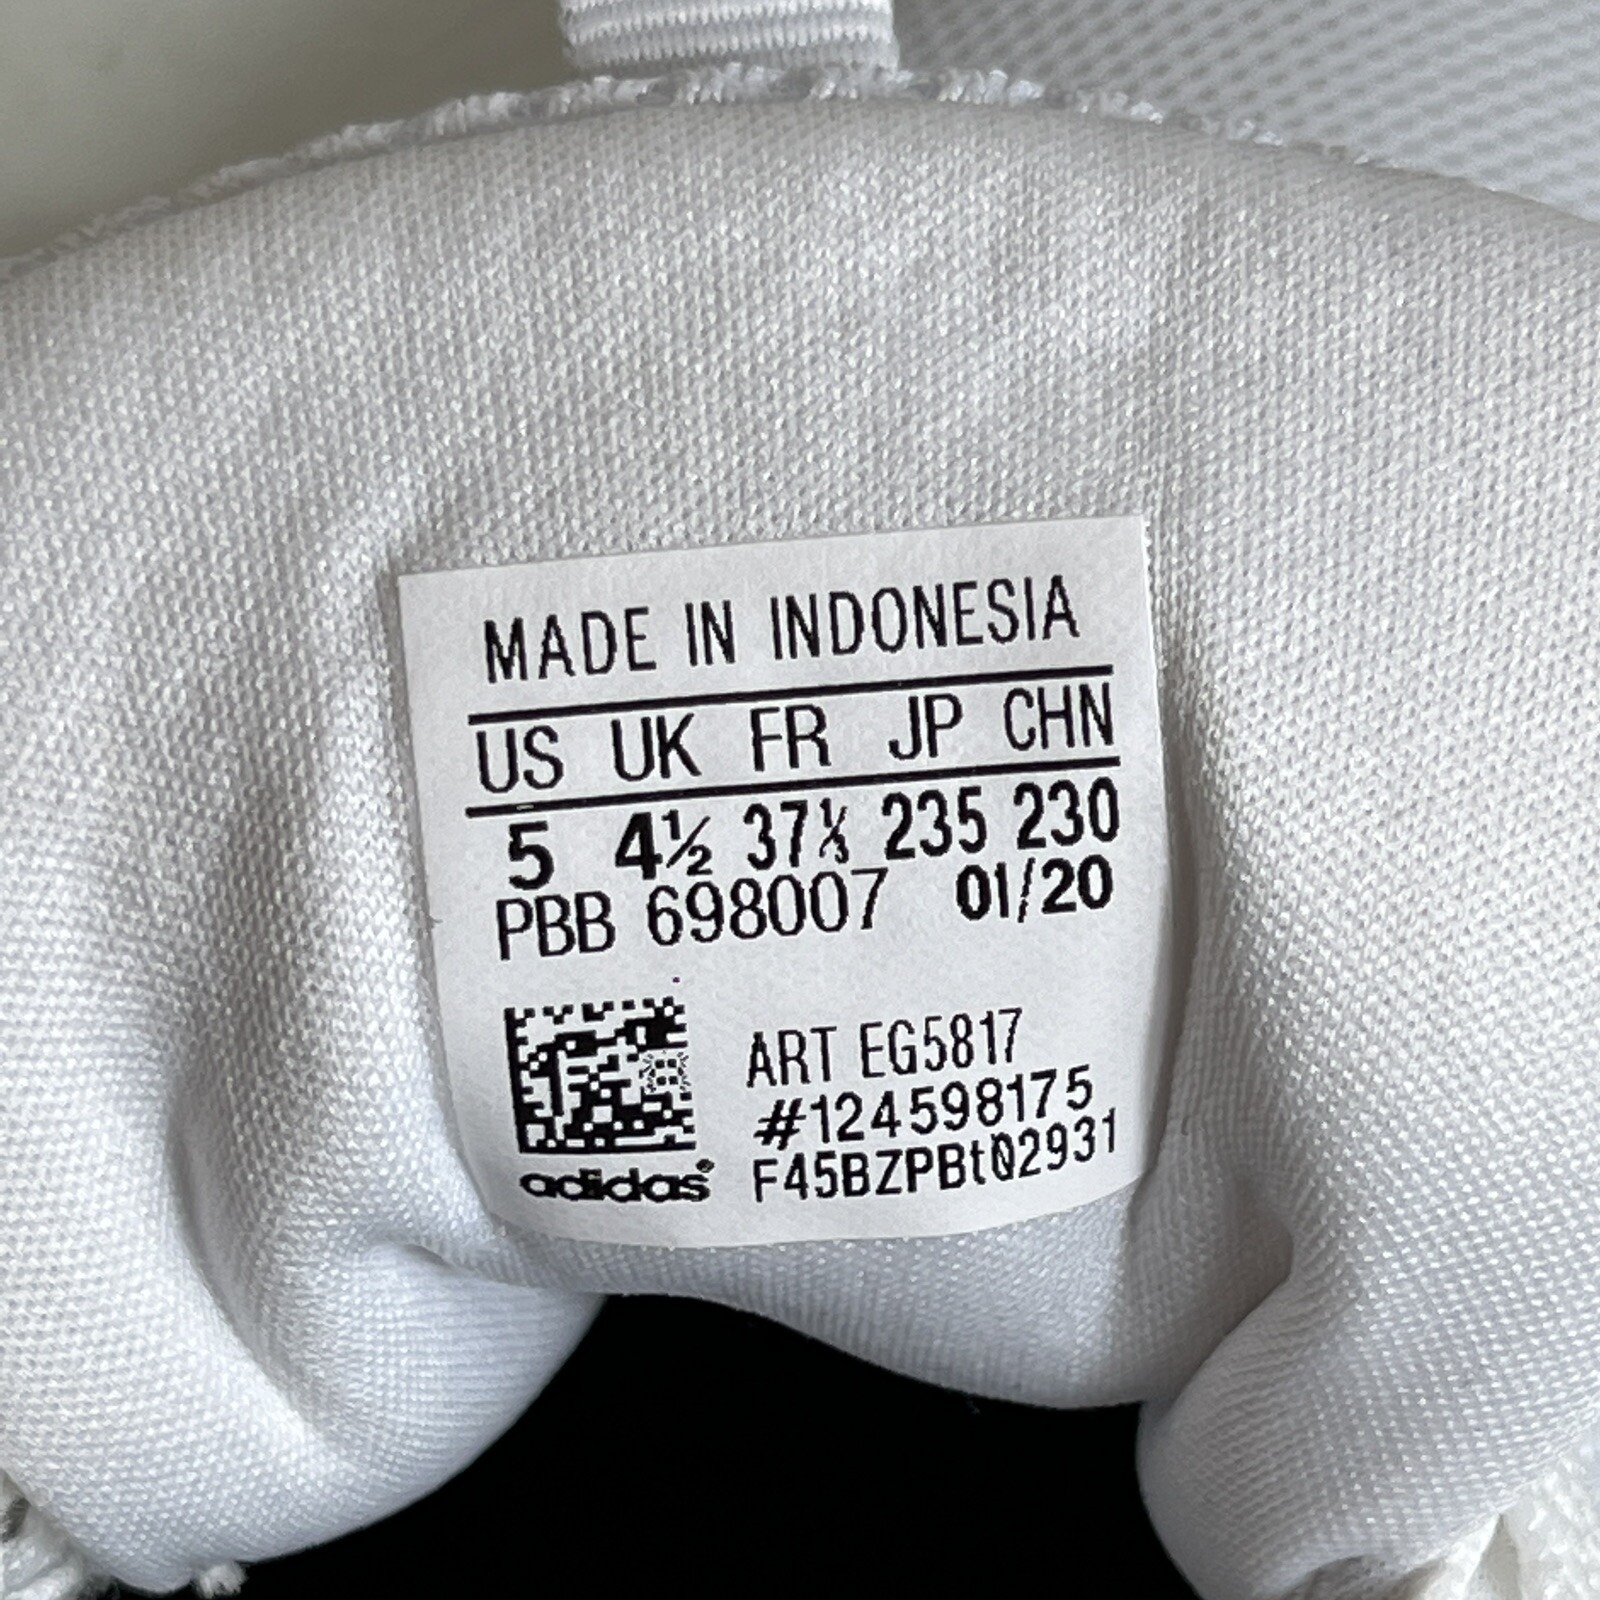 MADE IN INDONESIA
US UK FR JP CHN
5 4½ 37⅓ 235 230
PBB 698007 01/20
ART EG5817
#124598175
adidas® F45BZPBt02931